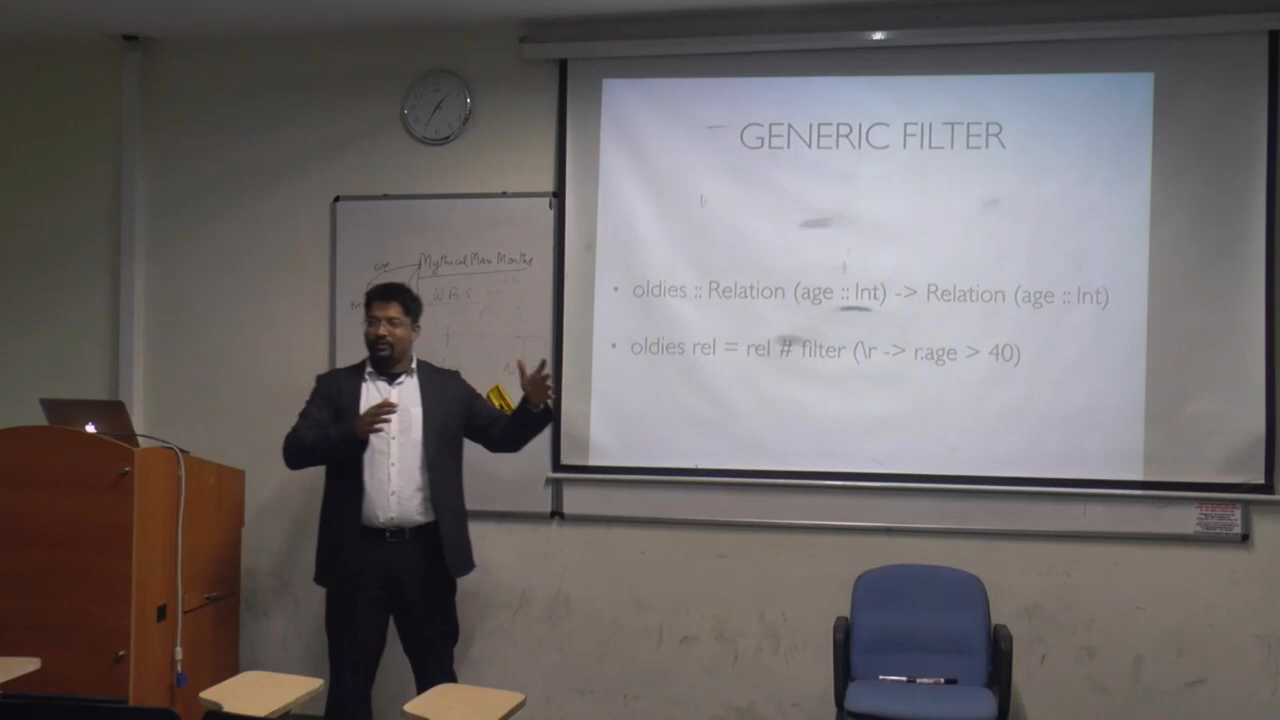 GENERIC FILTER
• oldies :: Relation (age :: Int) -> Relation (age :: Int)
• oldies rel = rel # filter (\r -> r.age > 40)
Mythical Man Months
W B S